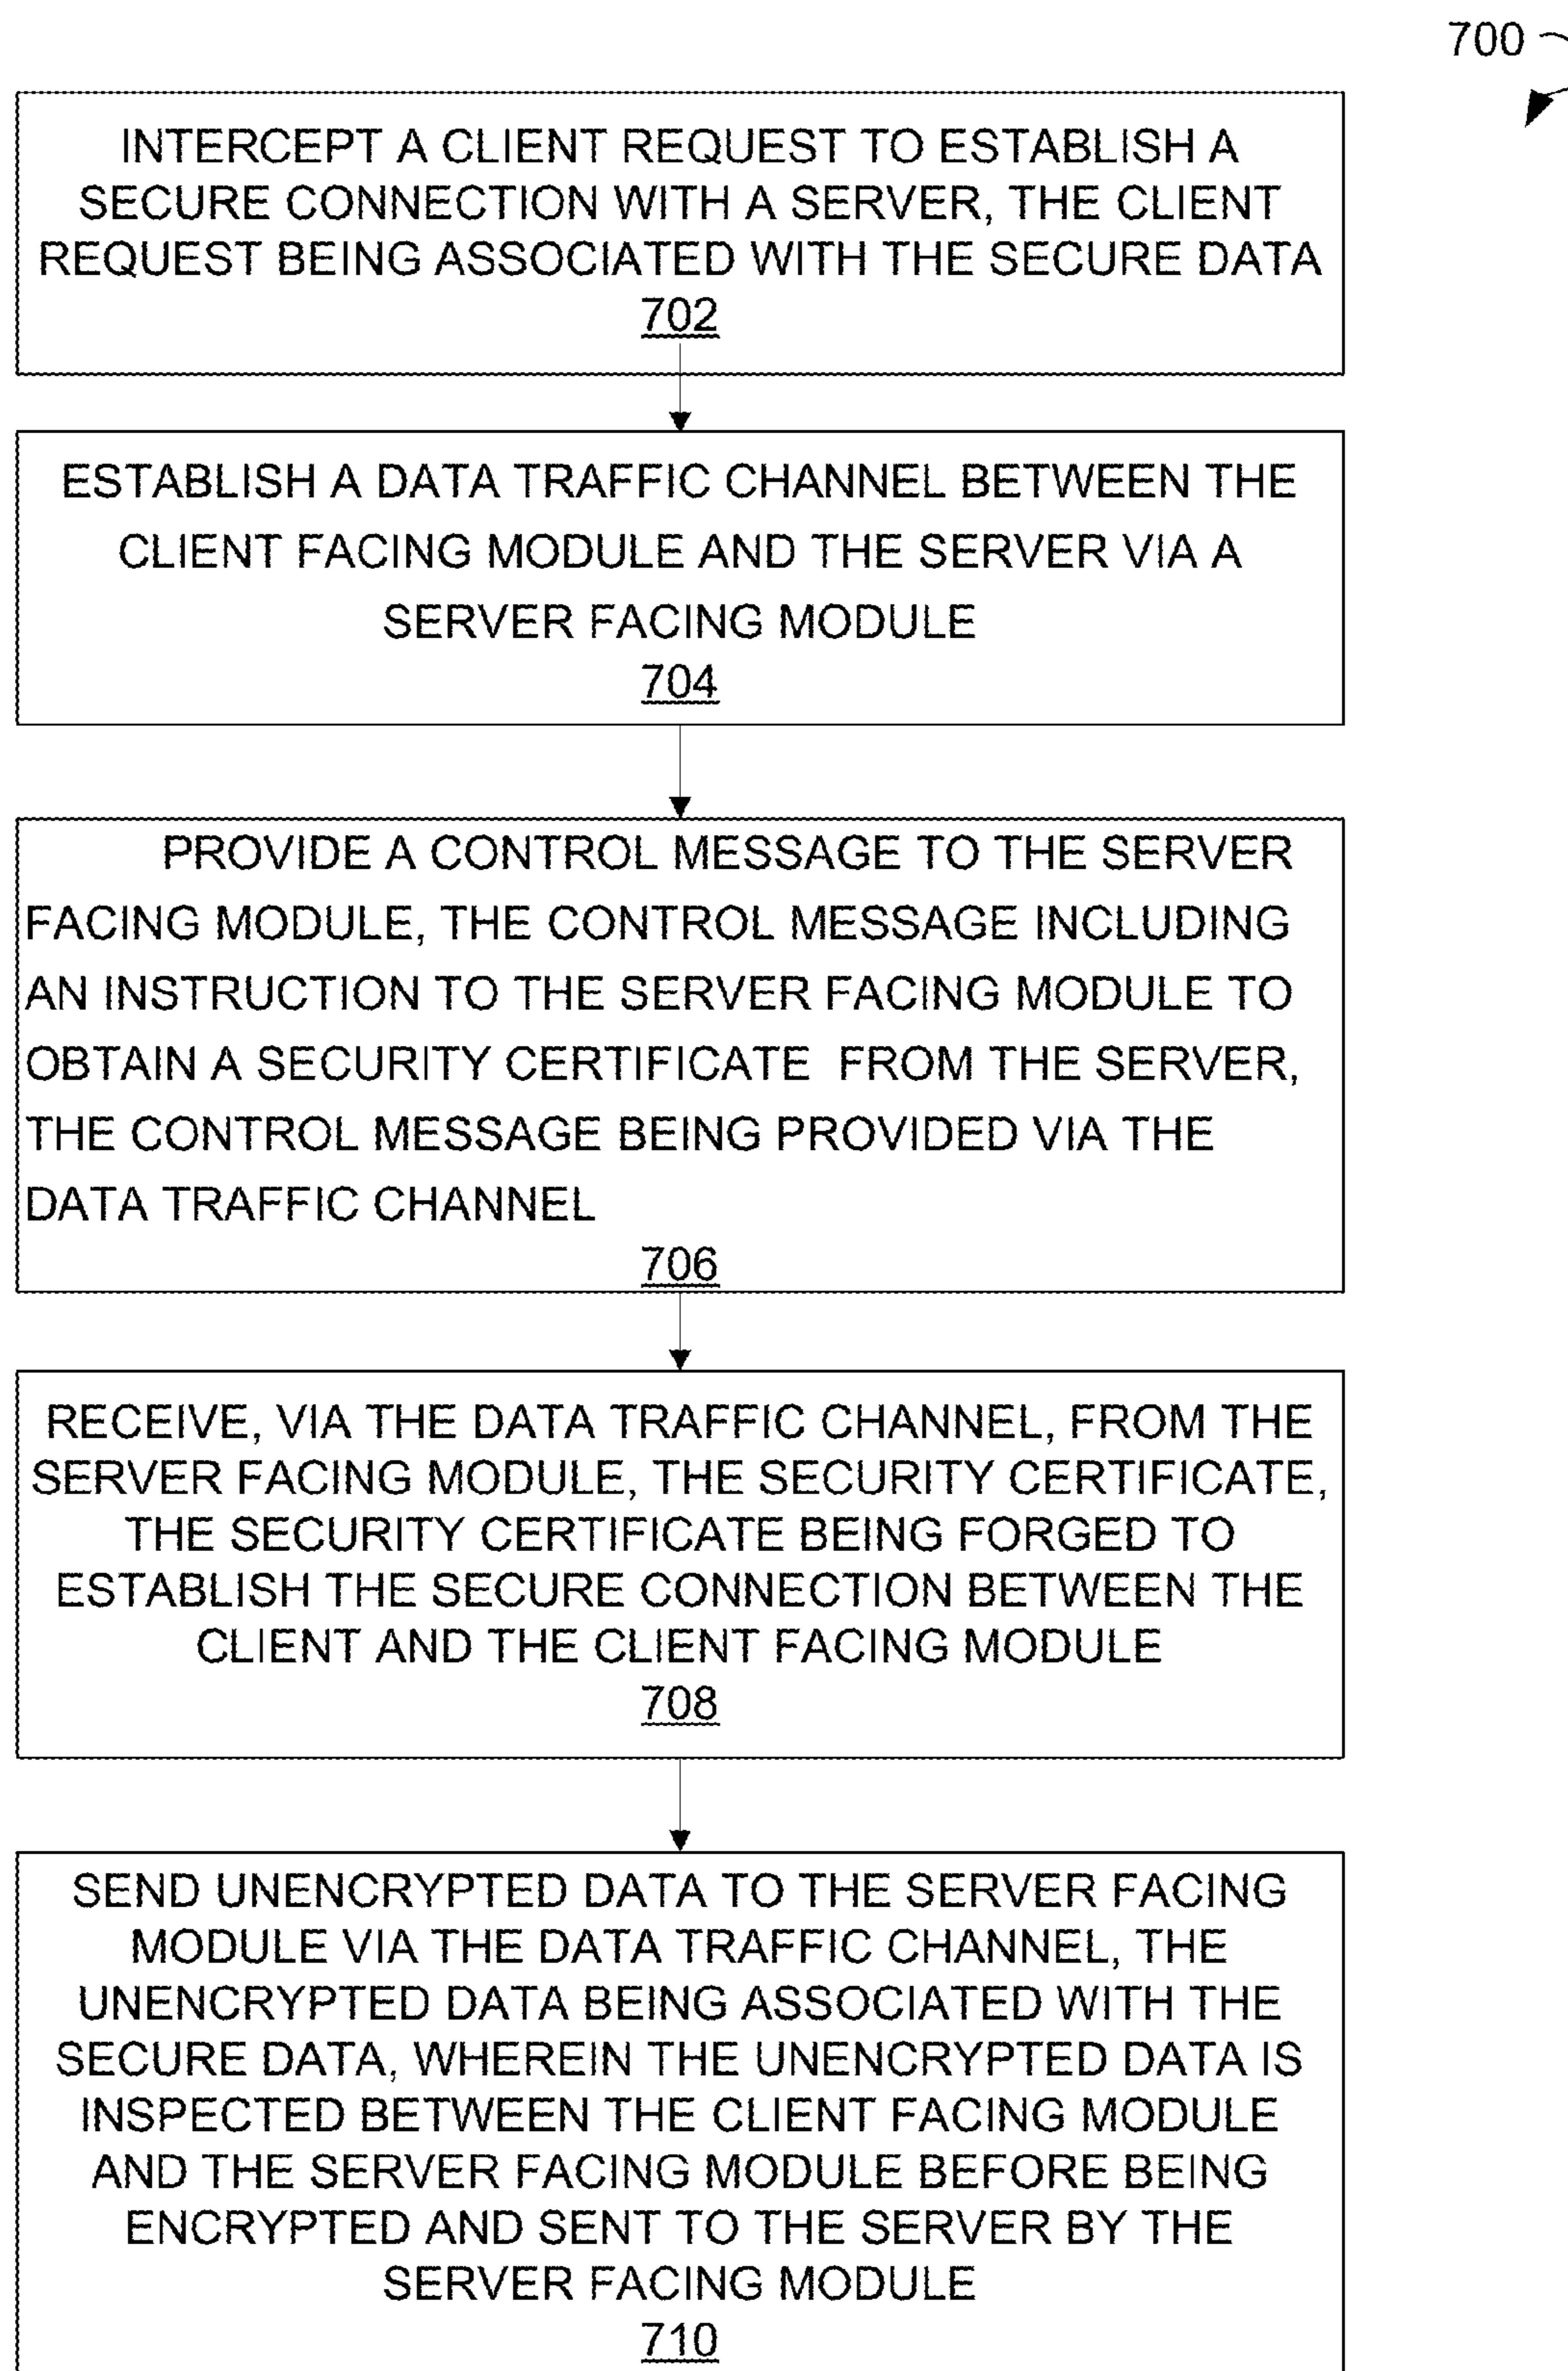 700
INTERCEPT A CLIENT REQUEST TO ESTABLISH A
SECURE CONNECTION WITH A SERVER, THE CLIENT
REQUEST BEING ASSOCIATED WITH THE SECURE DATA
702
ESTABLISH A DATA TRAFFIC CHANNEL BETWEEN THE
CLIENT FACING MODULE AND THE SERVER VIA A
SERVER FACING MODULE
704
PROVIDE A CONTROL MESSAGE TO THE SERVER
FACING MODULE, THE CONTROL MESSAGE INCLUDING
AN INSTRUCTION TO THE SERVER FACING MODULE TO
OBTAIN A SECURITY CERTIFICATE FROM THE SERVER,
THE CONTROL MESSAGE BEING PROVIDED VIA THE
DATA TRAFFIC CHANNEL
706
RECEIVE, VIA THE DATA TRAFFIC CHANNEL, FROM THE
SERVER FACING MODULE, THE SECURITY CERTIFICATE,
THE SECURITY CERTIFICATE BEING FORGED TO
ESTABLISH THE SECURE CONNECTION BETWEEN THE
CLIENT AND THE CLIENT FACING MODULE
708
SEND UNENCRYPTED DATA TO THE SERVER FACING
MODULE VIA THE DATA TRAFFIC CHANNEL, THE
UNENCRYPTED DATA BEING ASSOCIATED WITH THE
SECURE DATA, WHEREIN THE UNENCRYPTED DATA IS
INSPECTED BETWEEN THE CLIENT FACING MODULE
AND THE SERVER FACING MODULE BEFORE BEING
ENCRYPTED AND SENT TO THE SERVER BY THE
SERVER FACING MODULE
710